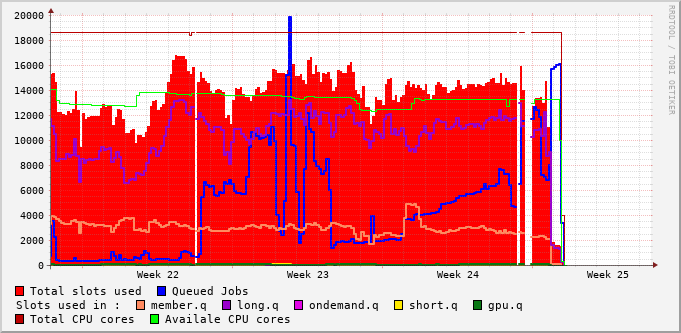 20000
18000
16000
14000
12000
10000
8000
6000
4000
2000
0
Week 22 Week 23 Week 24 Week 25
RRDTOOL / TOBI OETIKER
Total slots used Queued Jobs
Slots used in : member.q long.q ondemand.q short.q gpu.q
Total CPU cores Availale CPU cores